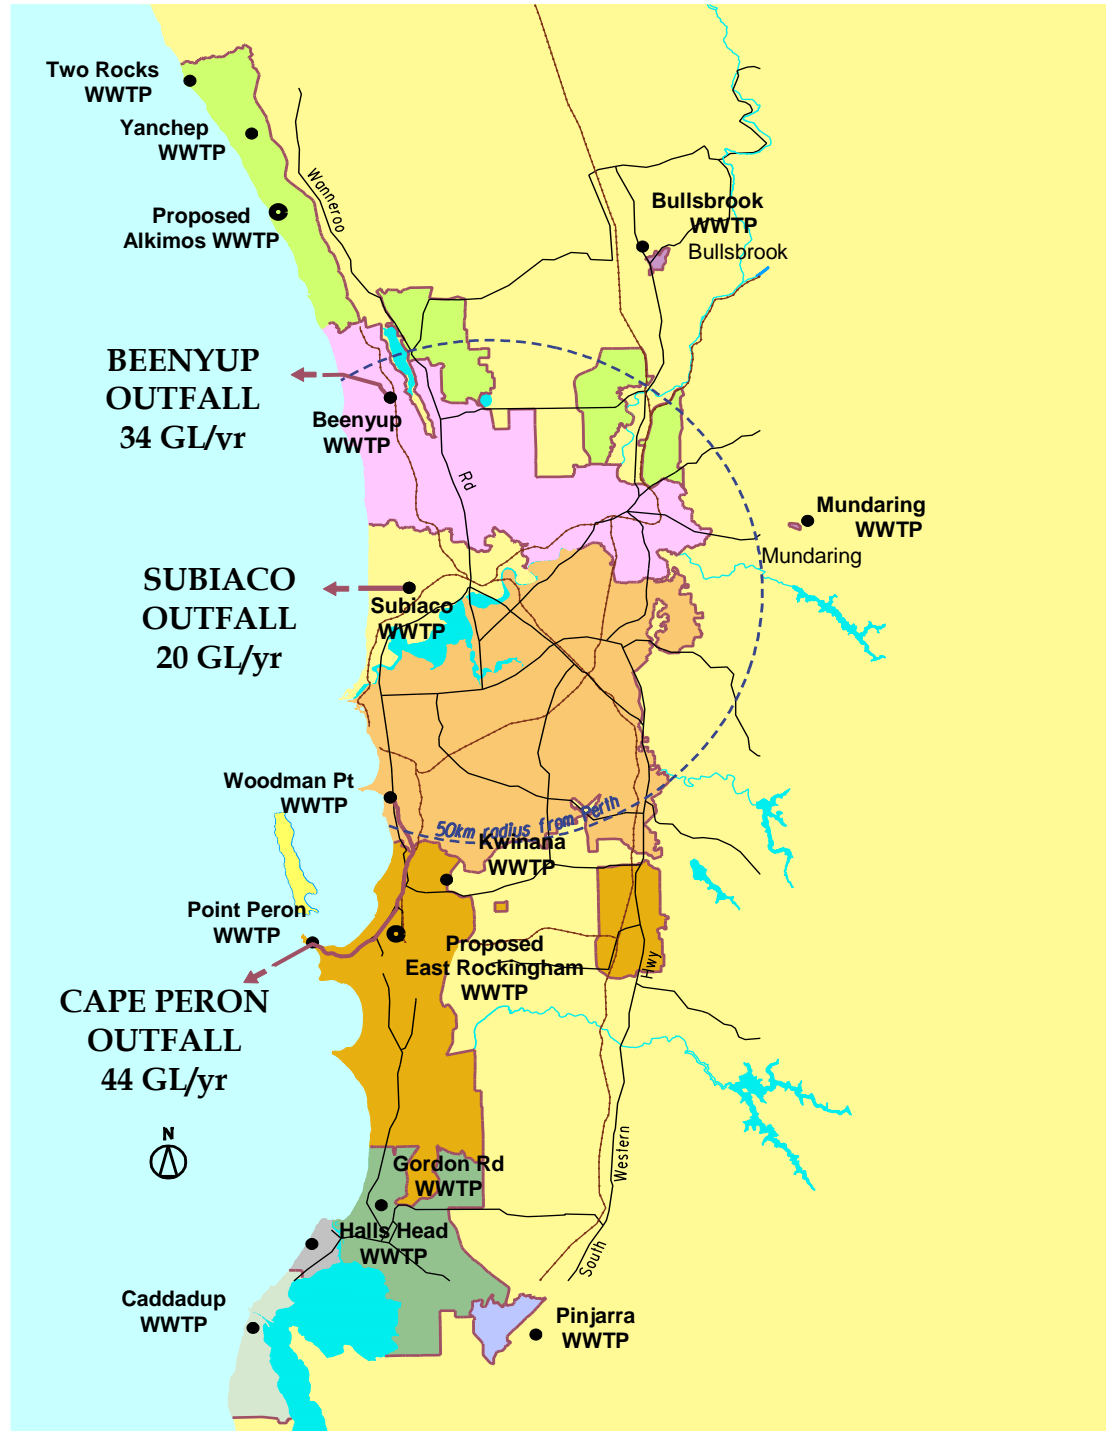 Two Rocks
WWTP
Yanchep
WWTP
Wanneroo
Proposed
Alkimos WWTP
Bullsbrook
WWTP
Bullsbrook
BEENYUP
OUTFALL
34 GL/yr
Beenyup
WWTP
Rd
Mundaring
WWTP
Mundaring
SUBIACO
OUTFALL
20 GL/yr
Subiaco
WWTP
Woodman Pt
WWTP
50km radius from Perth
Kwinana
WWTP
Point Peron
WWTP
Proposed
East Rockingham
WWTP
Hwy
CAPE PERON
OUTFALL
44 GL/yr
N
Western
Gordon Rd
WWTP
Halls Head
WWTP
South
Caddadup
WWTP
Pinjarra
WWTP